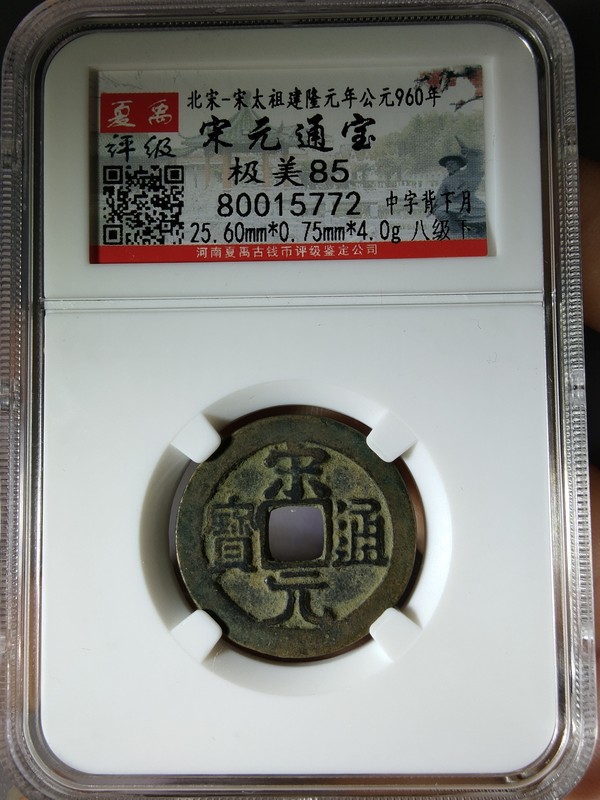 北宋-宋太祖建隆元年公元960年
夏禹
评级
宋元通宝
极美85
80015772 中字背下月
25.60mm*0.75mm*4.0g 八级下
河南夏禹古钱币评级鉴定公司
宋元通寶